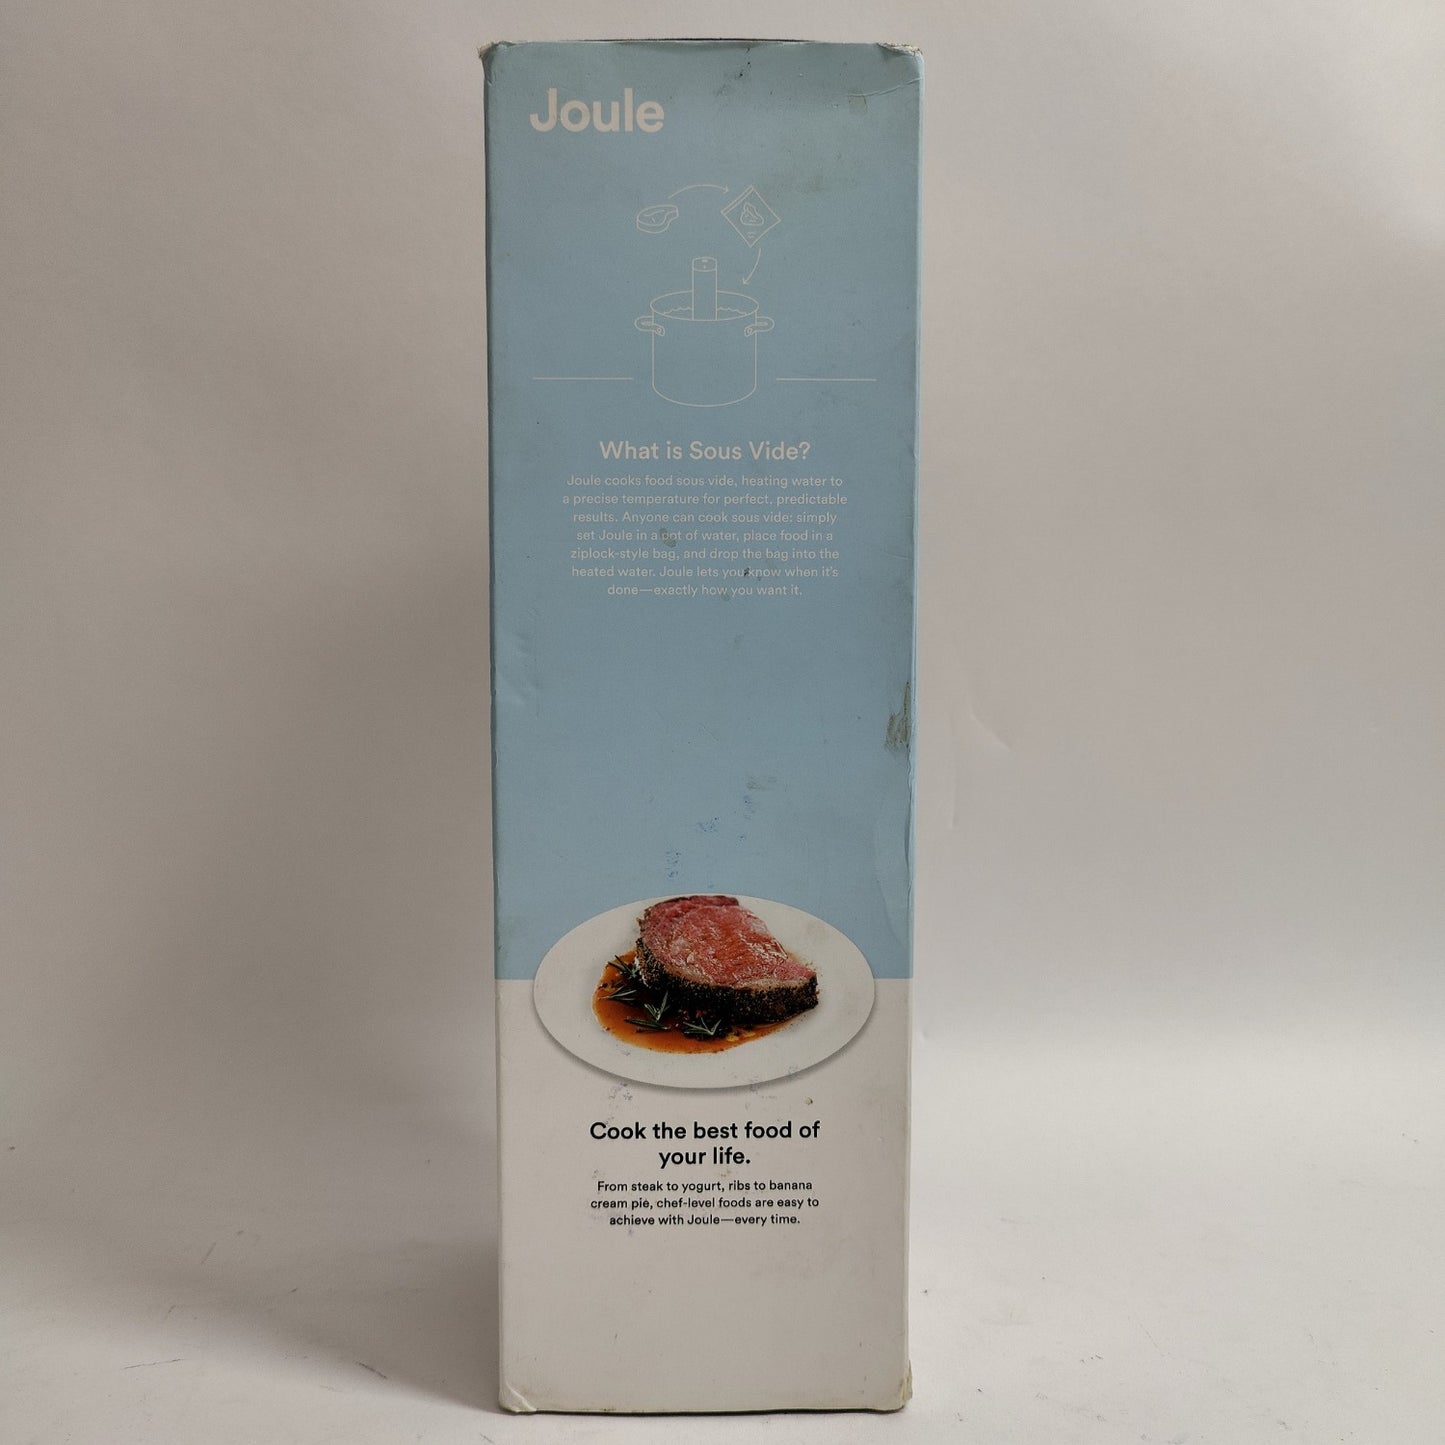 Joule
What is Sous Vide?
Joule cooks food sous vide, heating water to
a precise temperature for perfect, predictable
results. Anyone can cook sous vide: simply
set Joule in a pot of water, place food in a
ziplock-style bag, and drop the bag into the
heated water. Joule lets you know when it's
done—exactly how you want it.
Cook the best food of
your life.
From steak to yogurt, ribs to banana
cream pie, chef-level foods are easy to
achieve with Joule—every time.